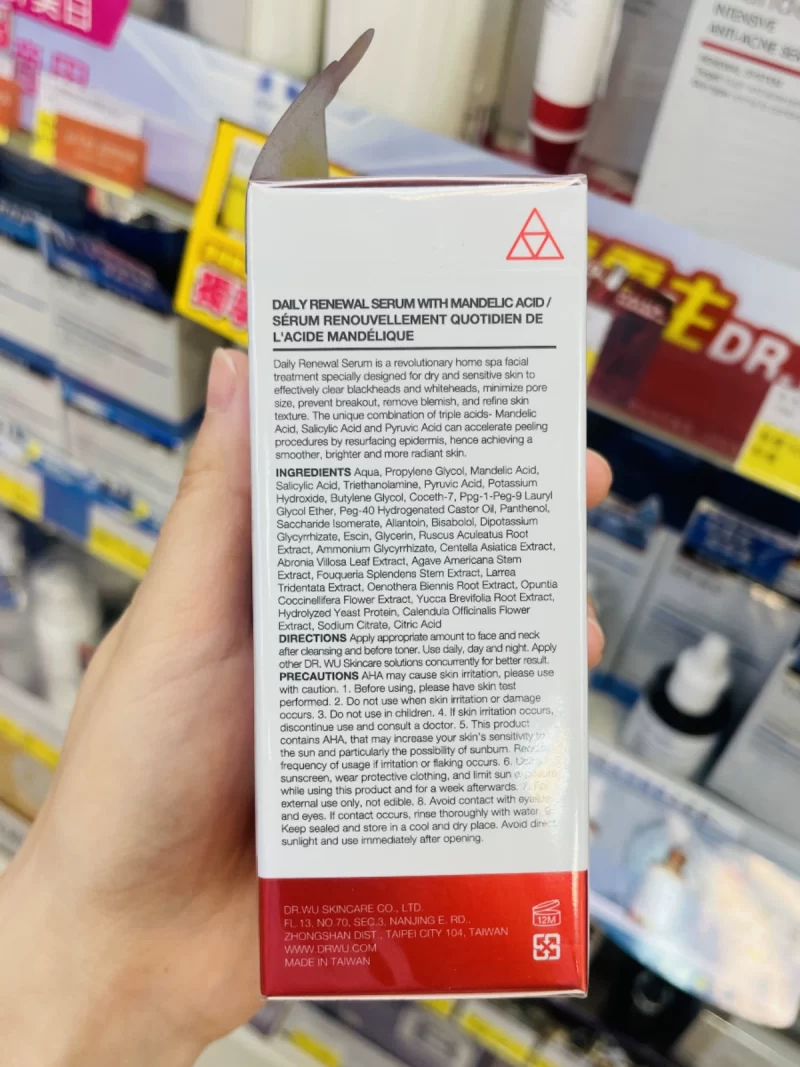 INTENSIVE
DR.
DAILY RENEWAL SERUM WITH MANDELIC ACID /
SÉRUM RENOUVELLEMENT QUOTIDIEN DE
L'ACIDE MANDÉLIQUE
Daily Renewal Serum is a revolutionary home spa facial
treatment specially designed for dry and sensitive skin to
effectively clear blackheads and whiteheads, minimize pore
size, prevent breakout, remove blemish, and refine skin
texture. The unique combination of triple acids- Mandelic
Acid, Salicylic Acid and Pyruvic Acid can accelerate peeling
procedures by resurfacing epidermis, hence achieving a
smoother, brighter and more radiant skin.
INGREDIENTS Aqua, Propylene Glycol, Mandelic Acid,
Salicylic Acid, Triethanolamine, Pyruvic Acid, Potassium
Hydroxide, Butylene Glycol, Coceth-7, Ppg-1-Peg-9 Lauryl
Glycol Ether, Peg-40 Hydrogenated Castor Oil, Panthenol,
Saccharide Isomerate, Allantoin, Bisabolol, Dipotassium
Glycyrrhizate, Escin, Glycerin, Ruscus Aculeatus Root
Extract, Ammonium Glycyrrhizate, Centella Asiatica Extract,
Abronia Villosa Leaf Extract, Agave Americana Stem
Extract, Fouqueria Splendens Stem Extract, Larrea
Tridentata Extract, Oenothera Biennis Root Extract, Opuntia
Coccinellifera Flower Extract, Yucca Brevifolia Root Extract,
Hydrolyzed Yeast Protein, Calendula Officinalis Flower
Extract, Sodium Citrate, Citric Acid
DIRECTIONS Apply appropriate amount to face and neck
after cleansing and before toner. Use daily, day and night. Apply
other DR. WU Skincare solutions concurrently for better result.
PRECAUTIONS AHA may cause skin irritation, please use
with caution. 1. Before using, please have skin test
performed. 2. Do not use when skin irritation or damage
occurs. 3. Do not use in children. 4. If skin irritation occurs,
discontinue use and consult a doctor. 5. This product
contains AHA, that may increase your skin's sensitivity to
the sun and particularly the possibility of sunburn. Reduce
frequency of usage if irritation or flaking occurs. 6. Use
sunscreen, wear protective clothing, and limit sun
while using this product and for a week afterwards. 7. For
external use only, not edible. 8. Avoid contact with
and eyes. If contact occurs, rinse thoroughly with water. 9.
Keep sealed and store in a cool and dry place. Avoid direct
sunlight and use immediately after opening.
DR.WU SKINCARE CO., LTD.
FL.13, NO 70, SEC.3, NANJING E. RD.,
ZHONGSHAN DIST., TAIPEI CITY 104, TAIWAN
WWW.DRWU.COM
MADE IN TAIWAN
12M